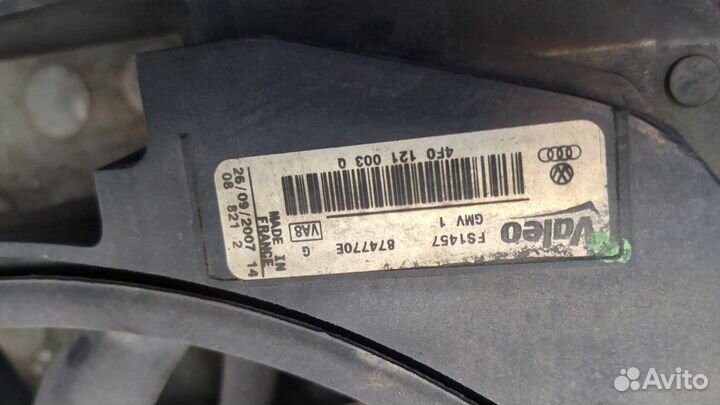 Valeo
FS1457
GMV 1
874770E
G
VA8
MADE IN
FRANCE
4F0 121 003 Q
26/09/2007 14
08 821 2
Avito